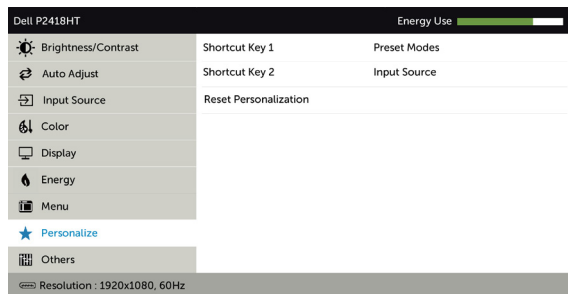 Dell P2418HT Energy Use
Brightness/Contrast Shortcut Key 1 Preset Modes
Auto Adjust Shortcut Key 2 Input Source
Input Source Reset Personalization
Color
Display
Energy
Menu
Personalize
Others
Resolution : 1920x1080, 60Hz